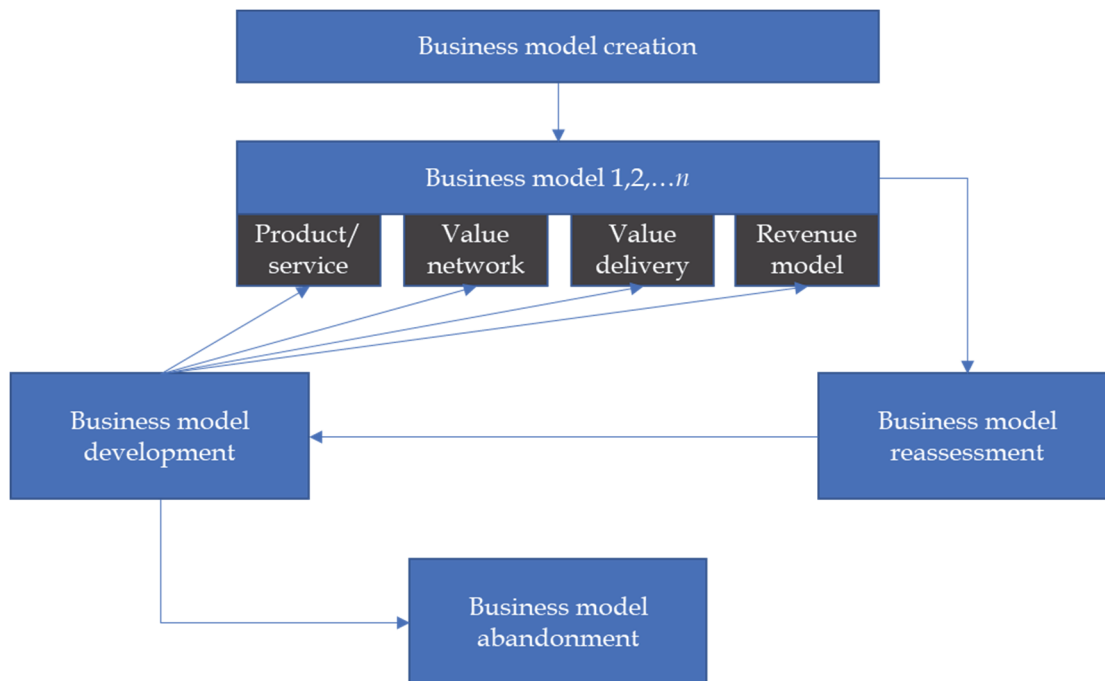 Business model creation
Business model 1,2,…n
Product/
service
Value
network
Value
delivery
Revenue
model
Business model
development
Business model
reassessment
Business model
abandonment